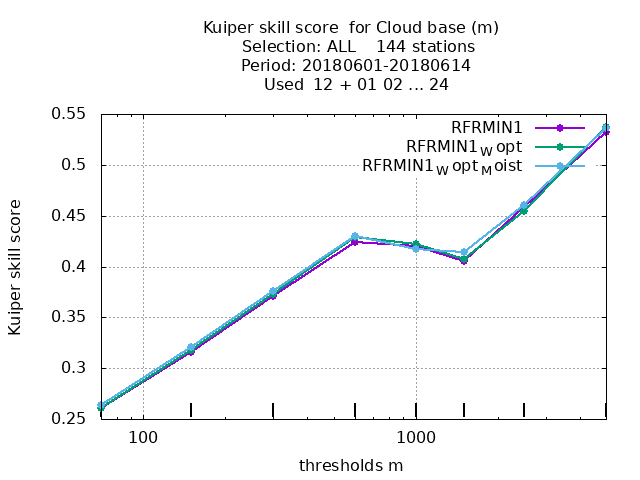 Kuiper skill score  for Cloud base (m)
Selection: ALL    144 stations
Period: 20180601-20180614
Used  12 + 01 02 ... 24
RFRMIN1
RFRMIN1Wopt
RFRMIN1WoptMoist
0.55
0.5
0.45
0.4
0.35
0.3
0.25
Kuiper skill score
100
1000
thresholds m